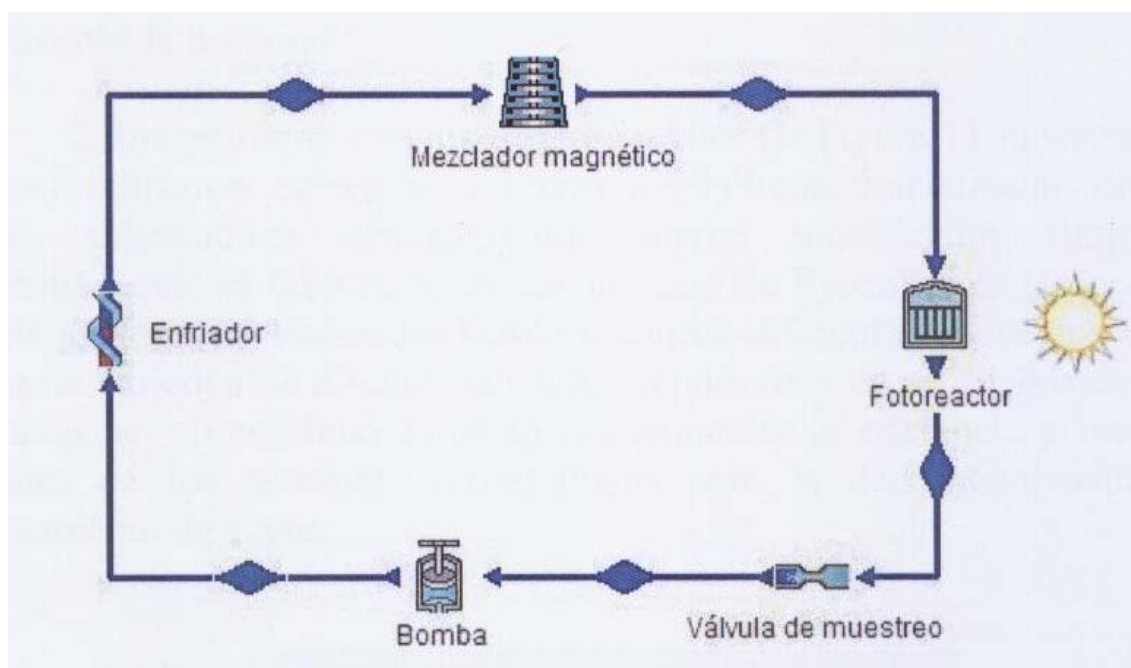 Mezclador magnético
Enfriador
Fotoreactor
Bomba
Válvula de muestreo